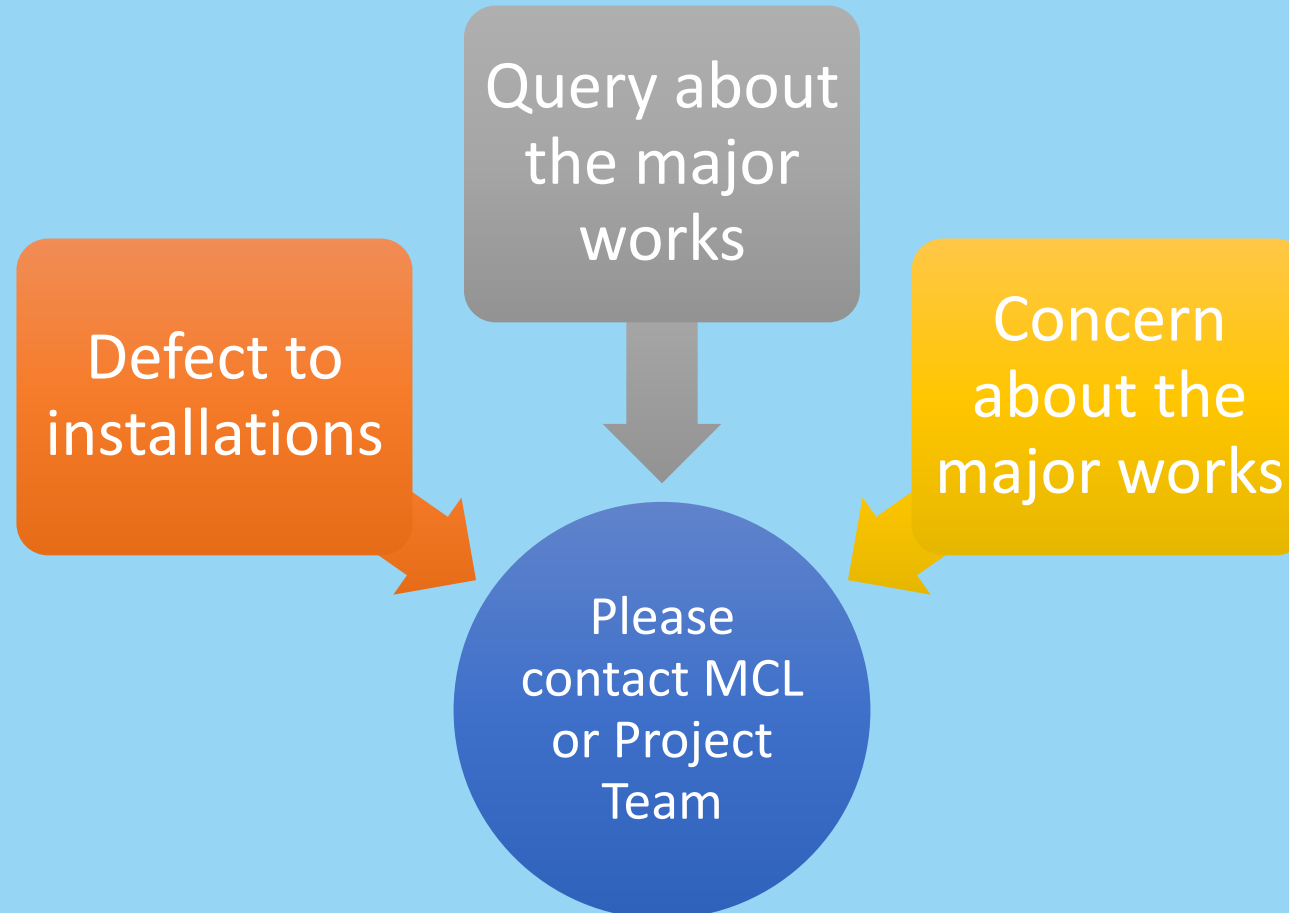 Query about
the major
works
Defect to
installations
Concern
about the
major works
Please
contact MCL
or Project
Team